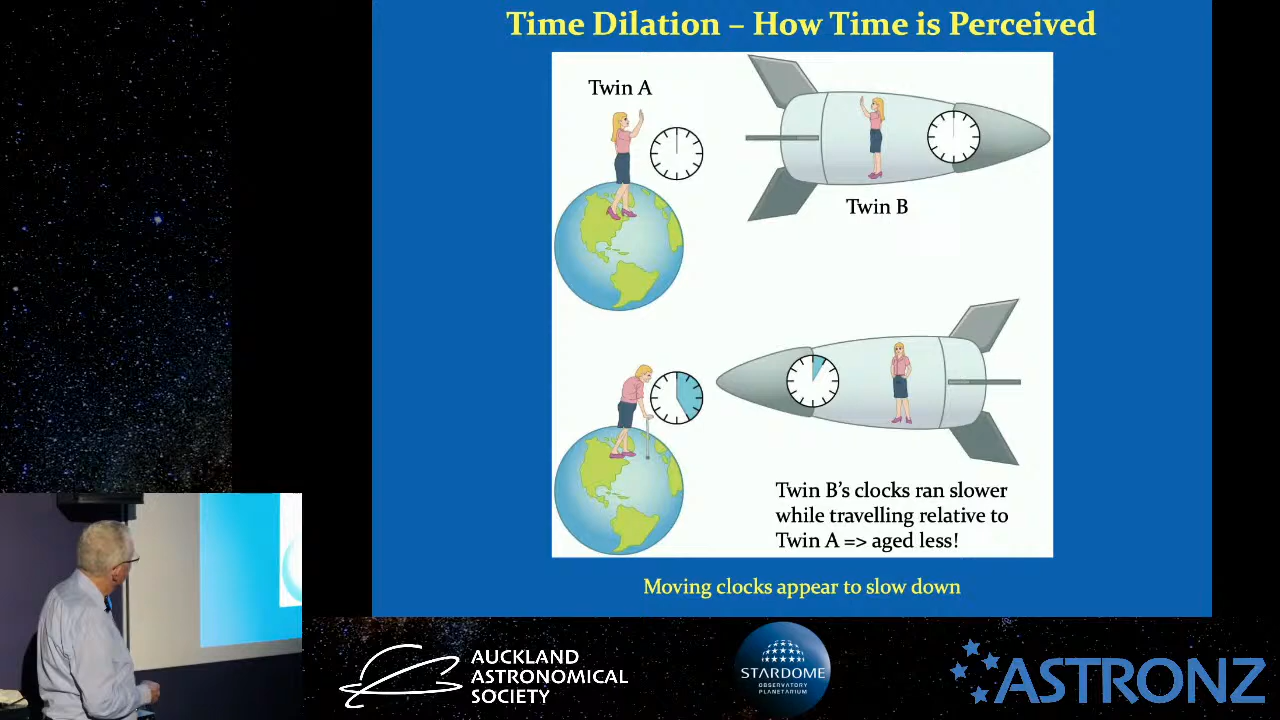 Time Dilation – How Time is Perceived
Twin A
Twin B
Twin B's clocks ran slower
while travelling relative to
Twin A => aged less!
Moving clocks appear to slow down
AUCKLAND
ASTRONOMICAL
SOCIETY
STARDOME
OBSERVATORY
PLANETARIUM
ASTRONZ